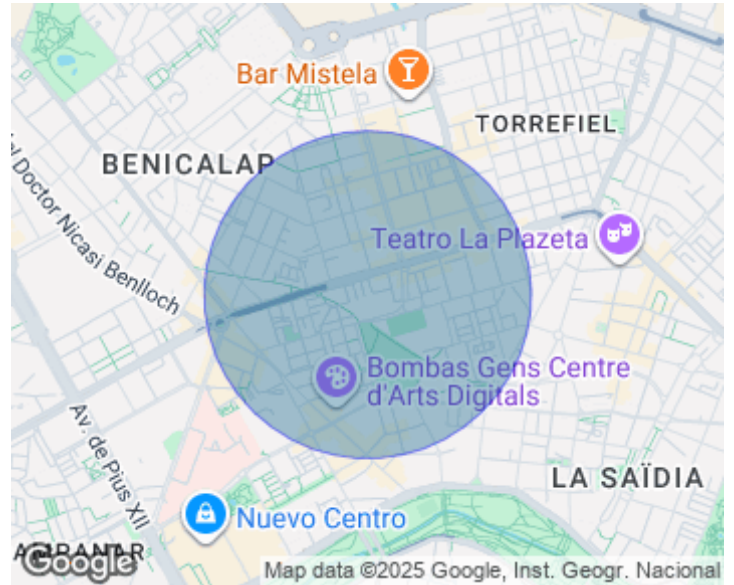 Bar Mistela
TORREFIEL
BENICALAP
Doctor Nicasi Benlloch
Teatro La Plazeta
Bombas Gens Centre
d'Arts Digitals
Av. de Pius XII
LA SAÏDIA
Nuevo Centro
Google
Map data ©2025 Google, Inst. Geogr. Nacional